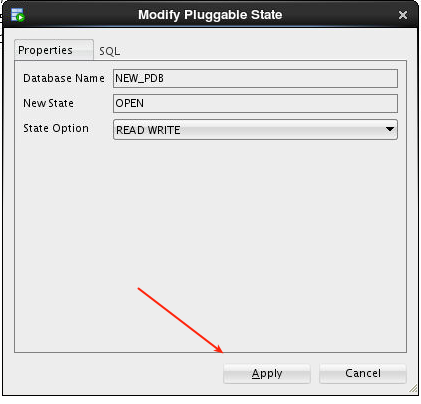 Modify Pluggable State
Properties SQL
Database Name NEW_PDB
New State OPEN
State Option READ WRITE
Apply Cancel